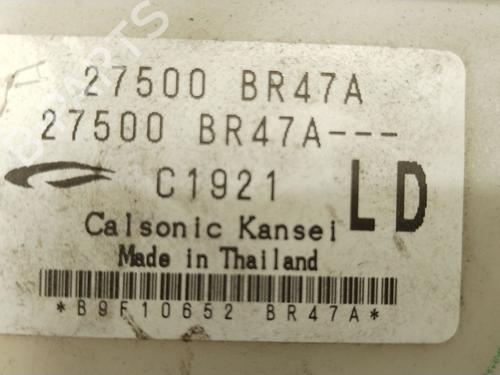 27500 BR47A
27500 BR47A---
C1921
LD
Calsonic Kansei
Made in Thailand
*B9F10652 BR47A*